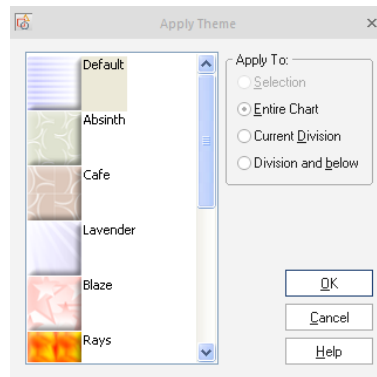 Apply Theme
Default
Absinth
Cafe
Lavender
Blaze
Rays
Apply To:
Selection
Entire Chart
Current Division
Division and below
OK
Cancel
Help